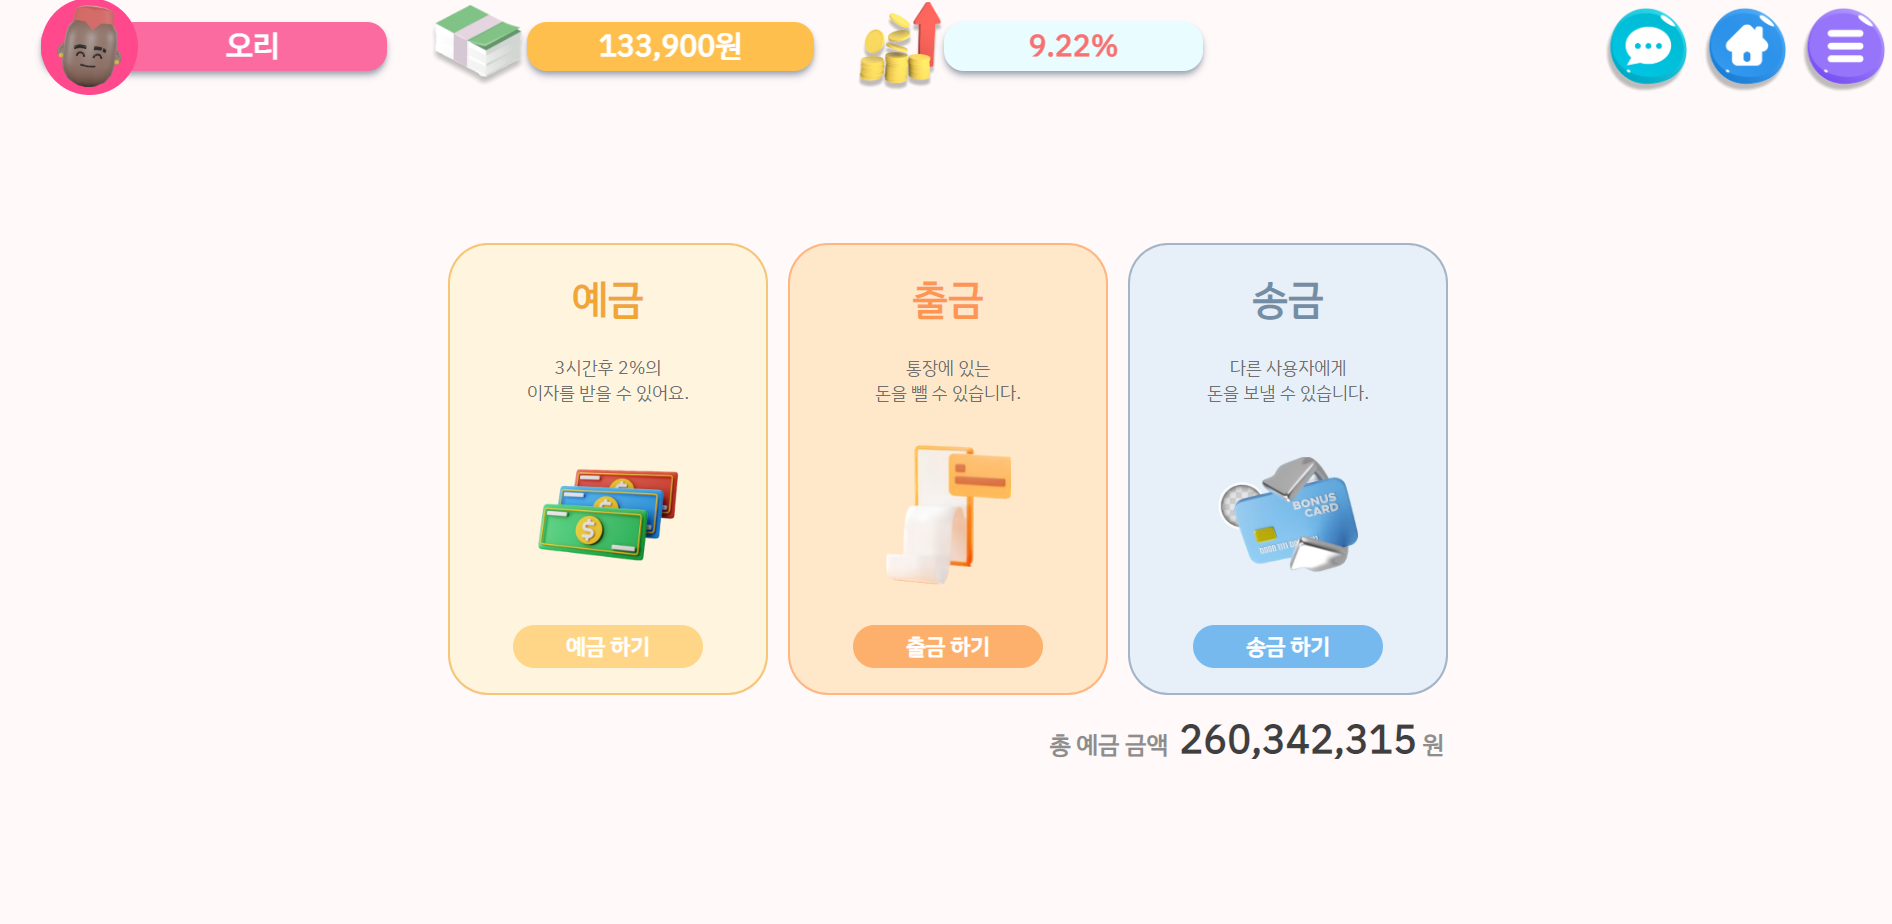 오리
133,900원
9.22%
예금
3시간후 2%의
이자를 받을 수 있어요.
예금 하기
출금
통장에 있는
돈을 뺄 수 있습니다.
출금 하기
송금
다른 사용자에게
돈을 보낼 수 있습니다.
BONUS
CARD
송금 하기
총 예금 금액 260,342,315 원